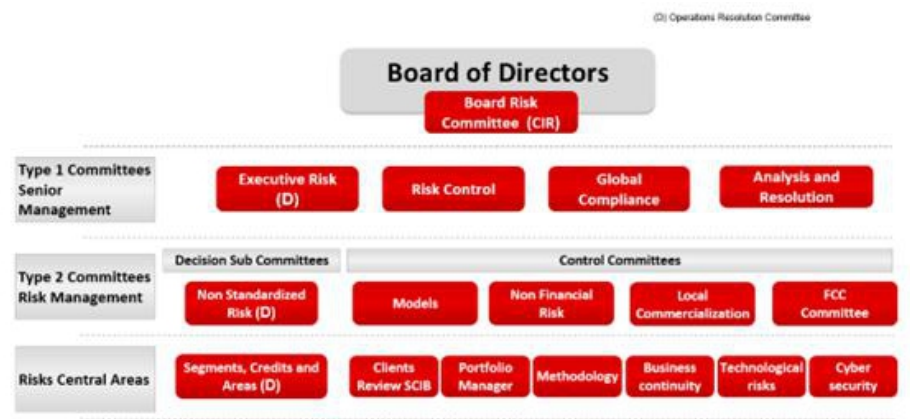 (D) Operations Resolution Committee
Board of Directors
Board Risk
Committee (CIR)
Type 1 Committees
Senior
Management
Executive Risk
(D)
Risk Control
Global
Compliance
Analysis and
Resolution
Decision Sub Committees
Control Committees
Type 2 Committees
Risk Management
Non Standardized
Risk (D)
Models
Non Financial
Risk
Local
Commercialization
FCC
Committee
Risks Central Areas
Segments, Credits and
Areas (D)
Clients
Review SCIB
Portfolio
Manager
Methodology
Business
continuity
Technological
risks
Cyber
security